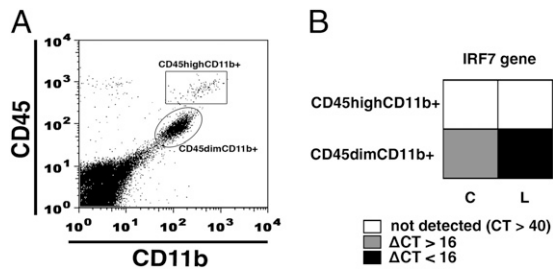 A
B
CD45
10⁴
10³
10²
10¹
10⁰
CD45highCD11b+
CD45dimCD11b+
10⁰ 10¹ 10² 10³ 10⁴
CD11b
IRF7 gene
CD45highCD11b+
CD45dimCD11b+
C L
not detected (CT > 40)
ΔCT > 16
ΔCT < 16